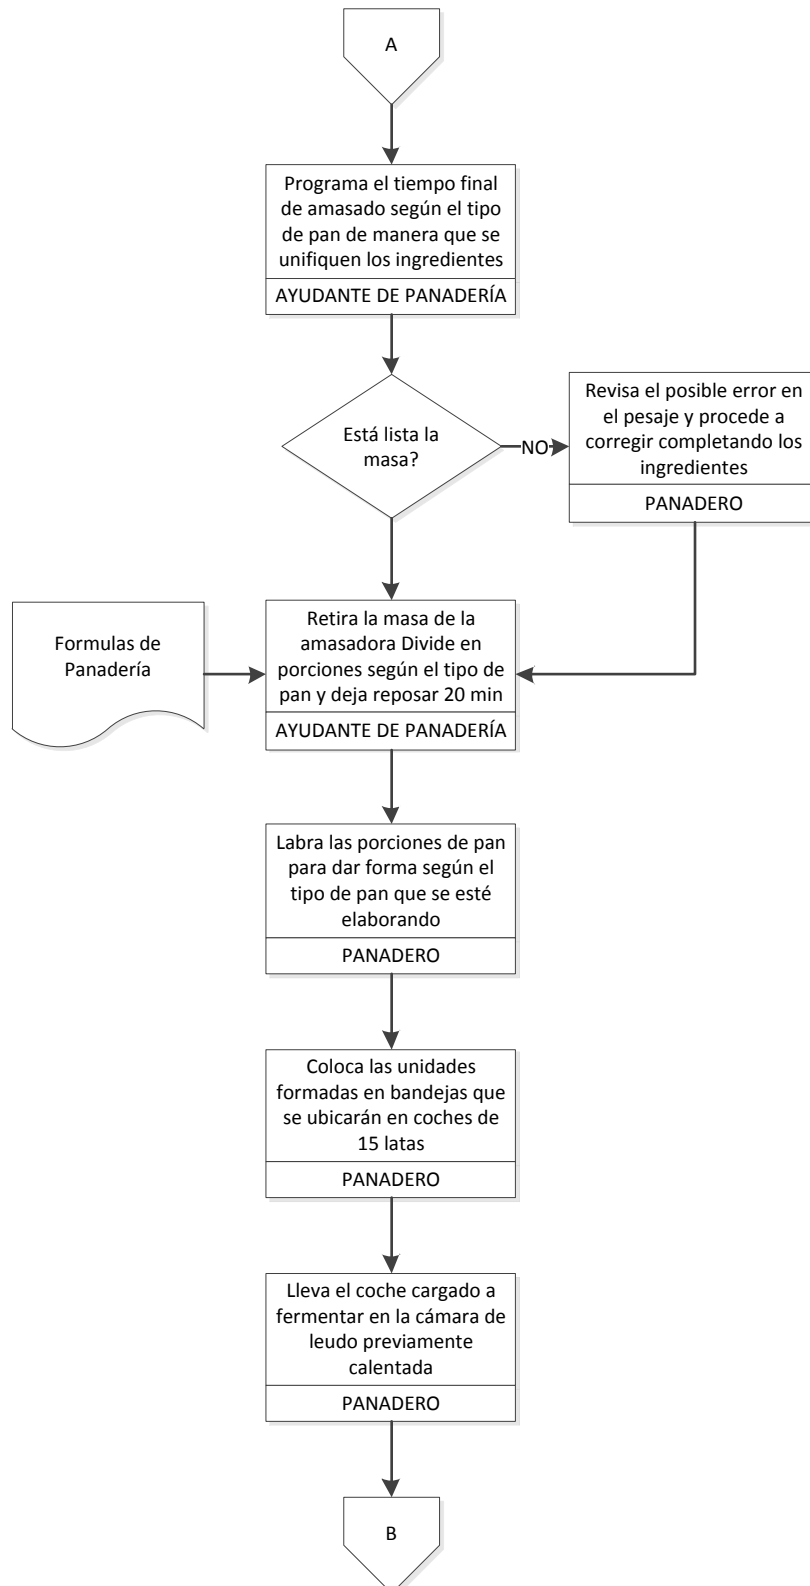 A
Programa el tiempo final
de amasado según el tipo
de pan de manera que se
unifiquen los ingredientes
AYUDANTE DE PANADERÍA
Está lista la
masa?
NO
Revisa el posible error en
el pesaje y procede a
corregir completando los
ingredientes
PANADERO
Formulas de
Panadería
Retira la masa de la
amasadora Divide en
porciones según el tipo de
pan y deja reposar 20 min
AYUDANTE DE PANADERÍA
Labra las porciones de pan
para dar forma según el
tipo de pan que se esté
elaborando
PANADERO
Coloca las unidades
formadas en bandejas que
se ubicarán en coches de
15 latas
PANADERO
Lleva el coche cargado a
fermentar en la cámara de
leudo previamente
calentada
PANADERO
B